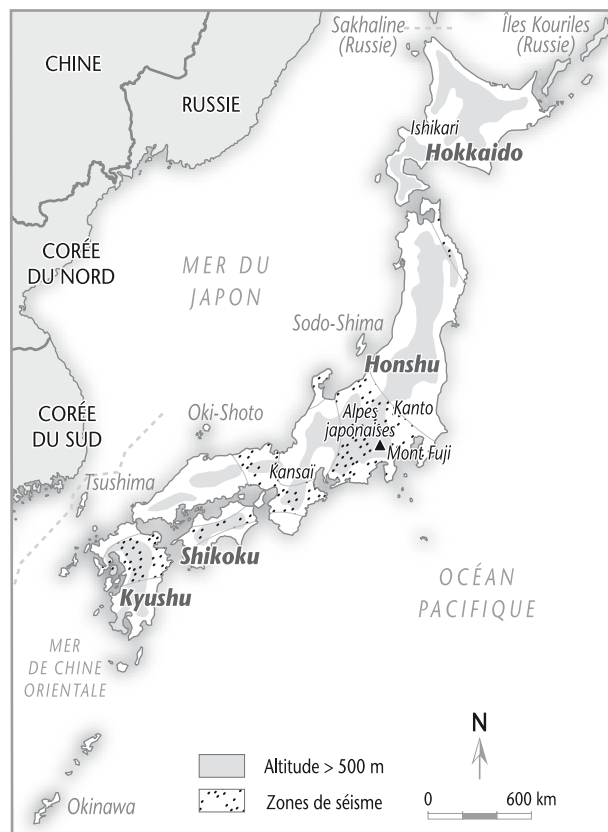 Sakhaline
(Russie)
Îles Kouriles
(Russie)
CHINE
RUSSIE
Ishikari
Hokkaido
CORÉE
DU NORD
MER DU
JAPON
Sodo-Shima
Honshu
CORÉE
DU SUD
Oki-Shoto
Alpes
japonaises
Kanto
Mont Fuji
Kansaï
Tsushima
Shikoku
Kyushu
OCÉAN
PACIFIQUE
MER
DE CHINE
ORIENTALE
N
Altitude > 500 m
Zones de séisme
0 600 km
Okinawa